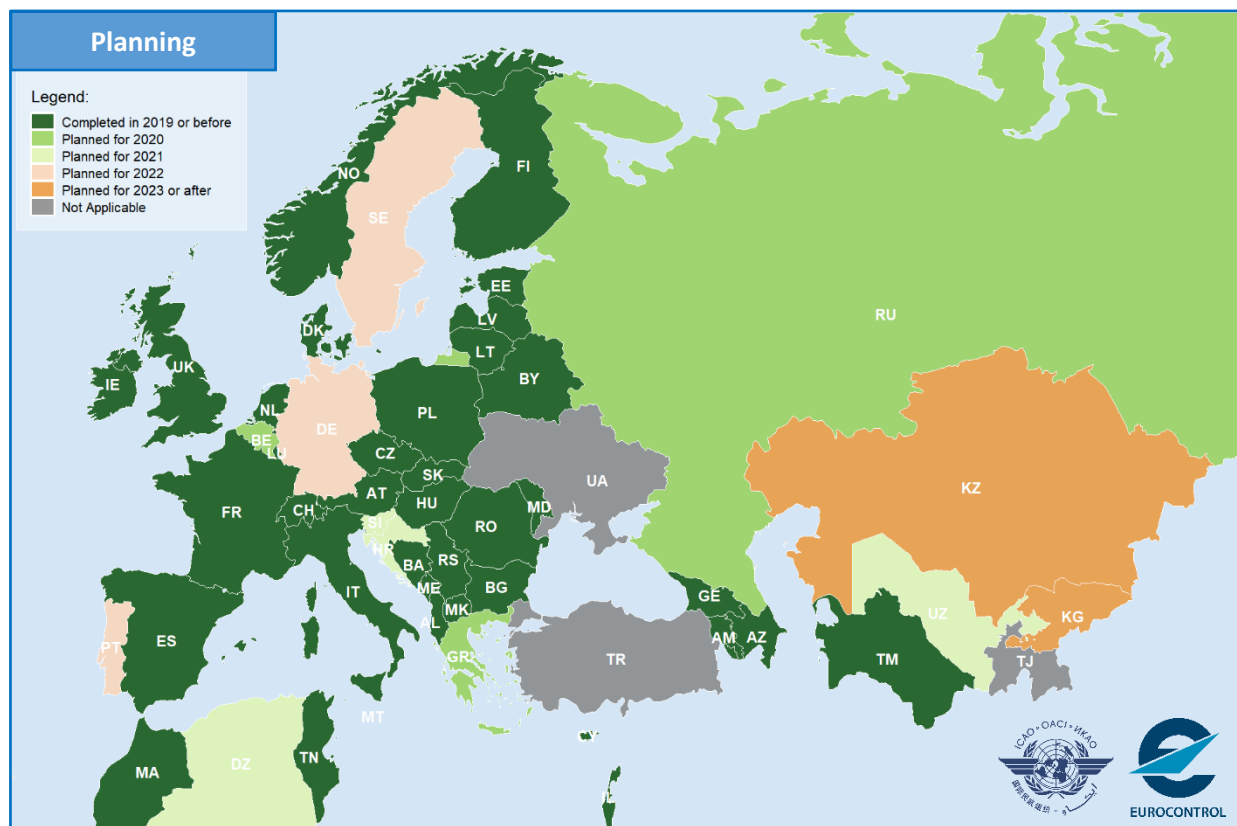 Planning
Legend:
Completed in 2019 or before
Planned for 2020
Planned for 2021
Planned for 2022
Planned for 2023 or after
Not Applicable
NO
FI
SE
EE
RU
LV
DK
LT
UK
IE
BY
NL
PL
BE
DE
LU
CZ
UA
KZ
SK
AT
HU
MD
FR
CH
RO
SI
HR
BA
RS
IT
ME
BG
GE
MK
UZ
KG
AL
AM
AZ
PT
ES
GR
TR
TM
TJ
MT
CY
TN
DZ
MA
IL
ICAO • OACI • ИКАО
EUROCONTROL